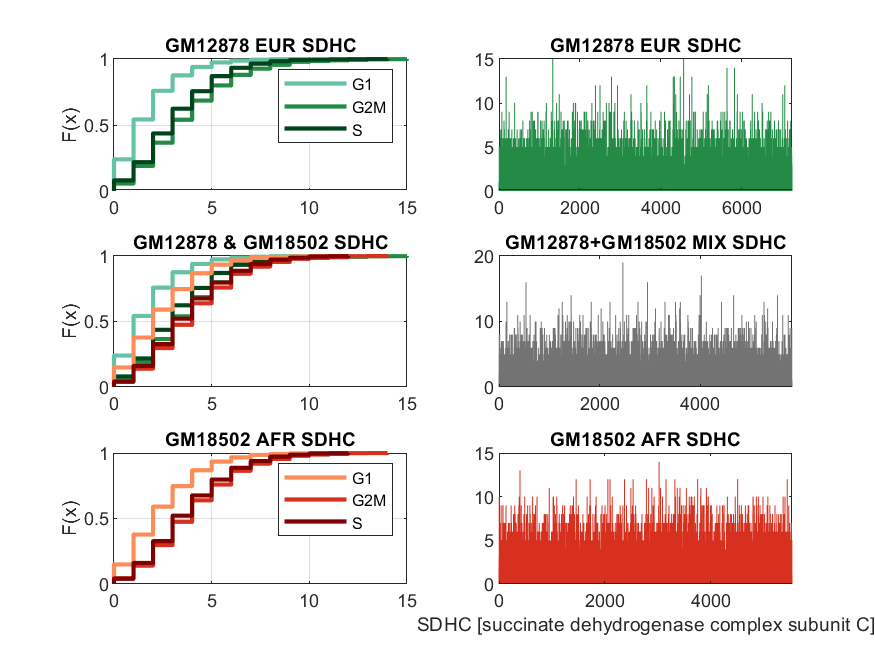 GM12878 EUR SDHC
F(x)
1
0.5
0
0
5
10
15
G1
G2M
S
GM12878 EUR SDHC
15
10
5
0
0
2000
4000
6000
GM12878 & GM18502 SDHC
F(x)
1
0.5
0
0
5
10
15
GM12878+GM18502 MIX SDHC
20
10
0
0
2000
4000
GM18502 AFR SDHC
F(x)
1
0.5
0
0
5
10
15
G1
G2M
S
GM18502 AFR SDHC
15
10
5
0
0
2000
4000
SDHC [succinate dehydrogenase complex subunit C]